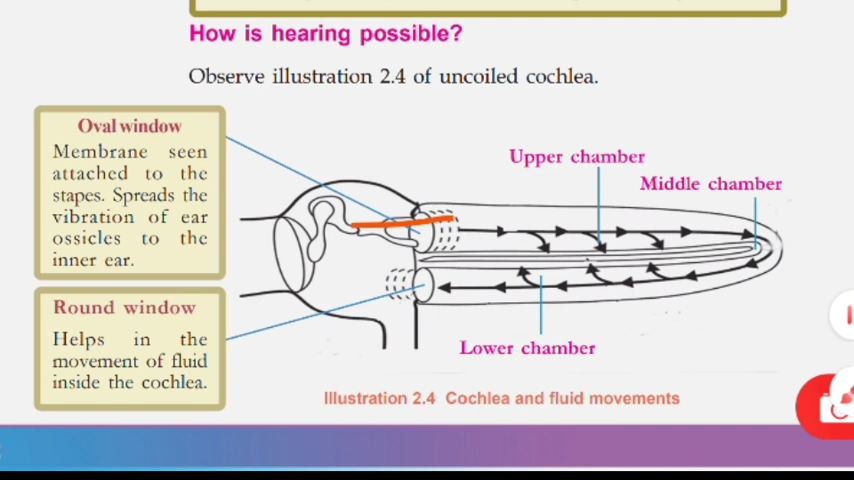 How is hearing possible?
Observe illustration 2.4 of uncoiled cochlea.
Oval window
Membrane seen
attached to the
stapes. Spreads the
vibration of ear
ossicles to the
inner ear.
Upper chamber
Middle chamber
Round window
Helps in the
movement of fluid
inside the cochlea.
Lower chamber
Illustration 2.4 Cochlea and fluid movements